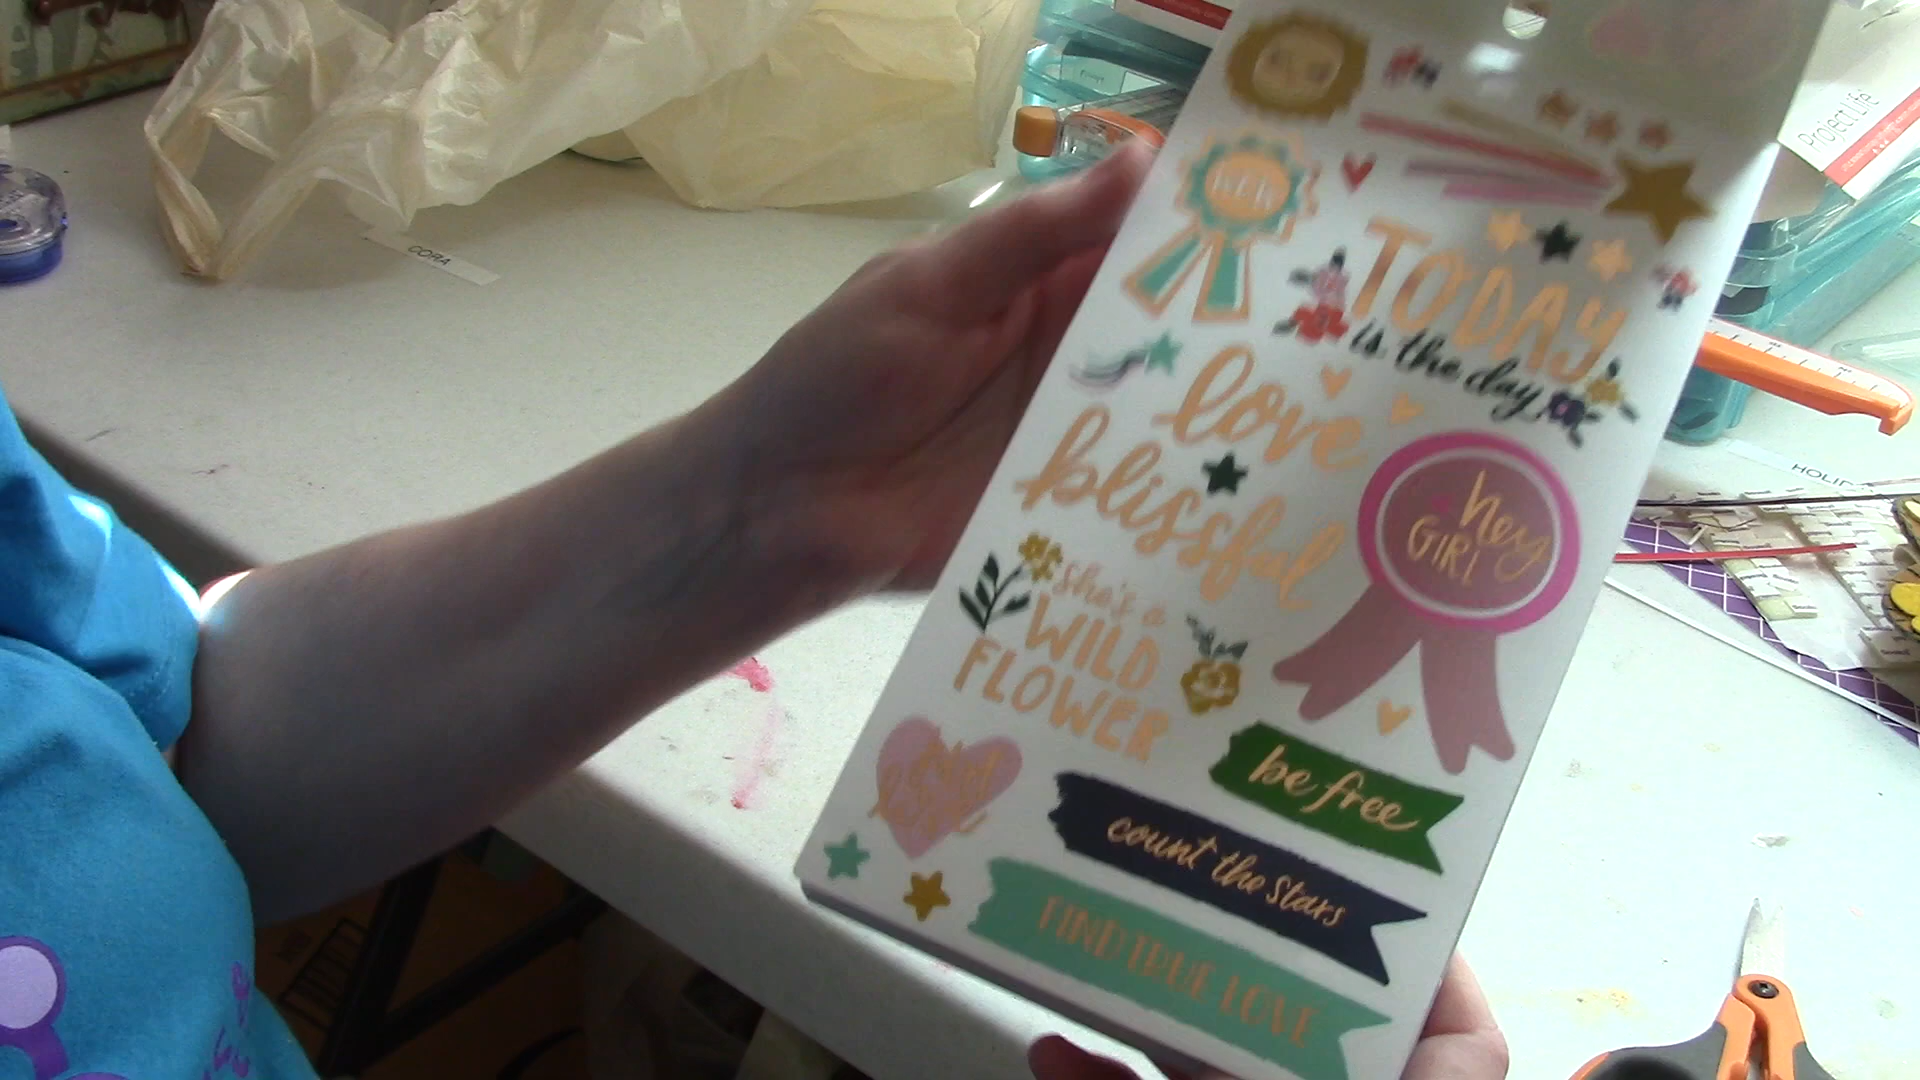 Project Life
CORA
TODAY
is the day
love
blissful
hey
GIRL
HOLID
she's a
WILD
FLOWER
be free
count the stars
FIND TRUE LOVE